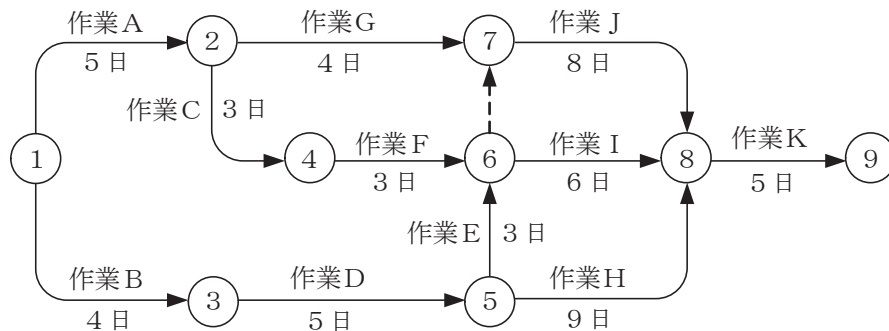 作業A
5日
作業G
4日
作業J
8日
作業C 3日
作業F
3日
作業I
6日
作業K
5日
作業E 3日
作業B
4日
作業D
5日
作業H
9日
1
2
3
4
5
6
7
8
9